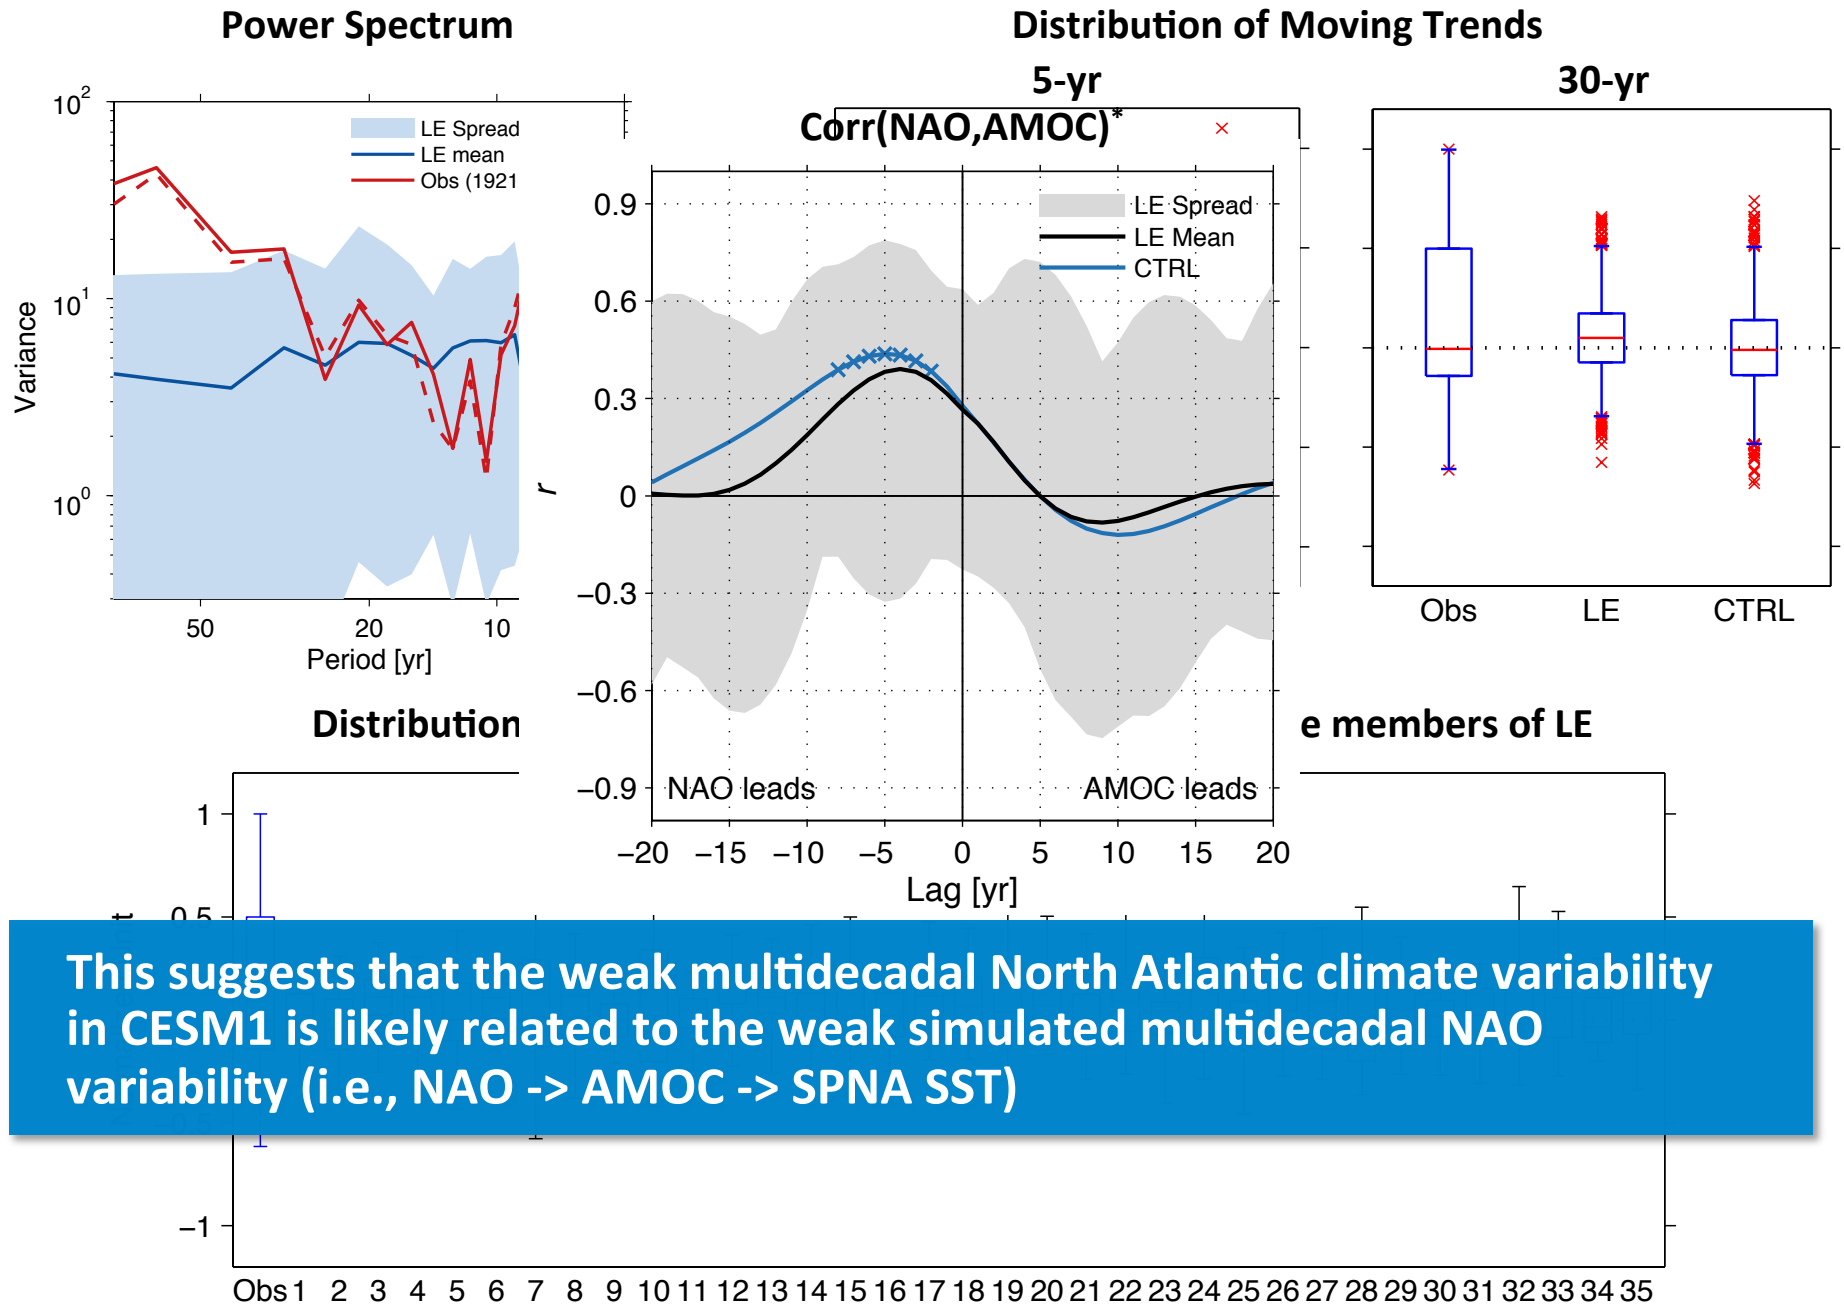 Power Spectrum
Distribution of Moving Trends
5-yr
30-yr
10²
10¹
10⁰
Variance
LE Spread
LE mean
Obs (1921
50
20
10
Period [yr]
Corr(NAO,AMOC)*
0.9
0.6
0.3
0
−0.3
−0.6
−0.9
r
LE Spread
LE Mean
CTRL
NAO leads
AMOC leads
−20 −15 −10 −5 0 5 10 15 20
Lag [yr]
Obs LE CTRL
Distribution
e members of LE
1
0.5
−0.5
−1
This suggests that the weak multidecadal North Atlantic climate variability
in CESM1 is likely related to the weak simulated multidecadal NAO
variability (i.e., NAO -> AMOC -> SPNA SST)
Obs 1 2 3 4 5 6 7 8 9 10 11 12 13 14 15 16 17 18 19 20 21 22 23 24 25 26 27 28 29 30 31 32 33 34 35